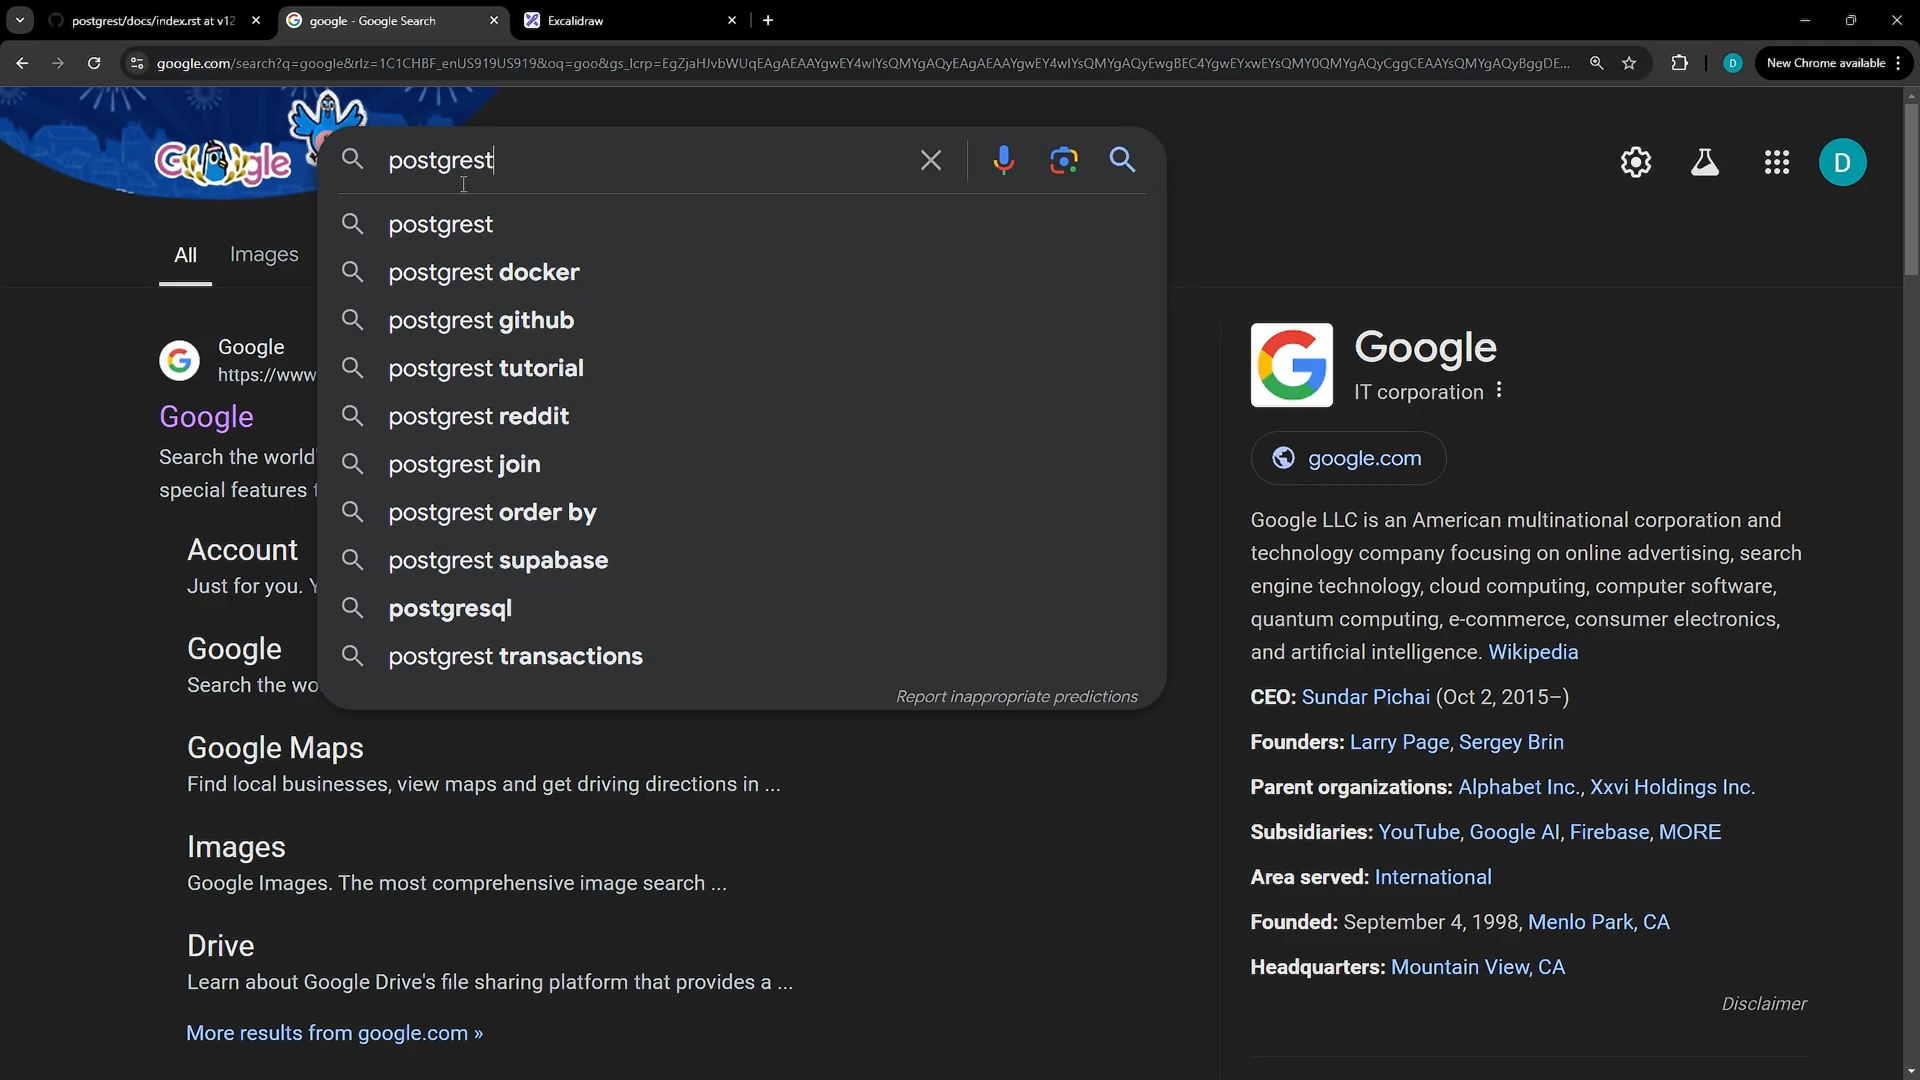 postgrest/docs/index.rst at v12
google - Google Search
Excalidraw
google.com/search?q=google&rlz=1C1CHBF_enUS919US919&oq=goo&gs_lcrp=
D
New Chrome available
Google
postgrest
D
All
Images
postgrest
postgrest docker
postgrest github
postgrest tutorial
postgrest reddit
postgrest join
postgrest order by
postgrest supabase
postgresql
postgrest transactions
Report inappropriate predictions
Google
https://www
Google
Search the world'
special features
Account
Just for you.
Google
Search the wo
Google Maps
Find local businesses, view maps and get driving directions in ...
Images
Google Images. The most comprehensive image search ...
Drive
Learn about Google Drive's file sharing platform that provides a ...
More results from google.com »
Google
IT corporation
google.com
Google LLC is an American multinational corporation and
technology company focusing on online advertising, search
engine technology, cloud computing, computer software,
quantum computing, e-commerce, consumer electronics,
and artificial intelligence. Wikipedia
CEO: Sundar Pichai (Oct 2, 2015–)
Founders: Larry Page, Sergey Brin
Parent organizations: Alphabet Inc., Xxvi Holdings Inc.
Subsidiaries: YouTube, Google AI, Firebase, MORE
Area served: International
Founded: September 4, 1998, Menlo Park, CA
Headquarters: Mountain View, CA
Disclaimer